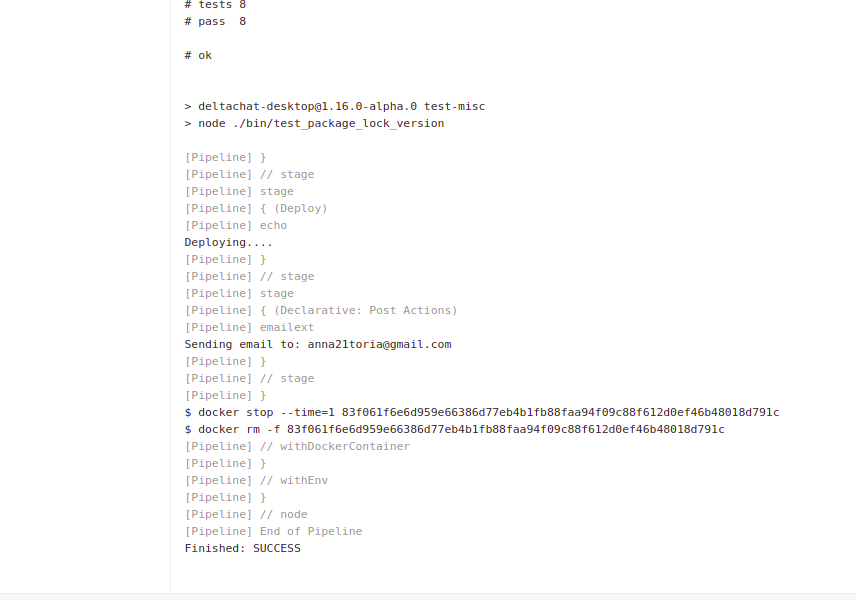 # tests 8
# pass  8
# ok
> deltachat-desktop@1.16.0-alpha.0 test-misc
> node ./bin/test_package_lock_version
[Pipeline] }
[Pipeline] // stage
[Pipeline] stage
[Pipeline] { (Deploy)
[Pipeline] echo
Deploying....
[Pipeline] }
[Pipeline] // stage
[Pipeline] stage
[Pipeline] { (Declarative: Post Actions)
[Pipeline] emailext
Sending email to: anna21toria@gmail.com
[Pipeline] }
[Pipeline] // stage
[Pipeline] }
$ docker stop --time=1 83f061f6e6d959e66386d77eb4b1fb88faa94f09c88f612d0ef46b48018d791c
$ docker rm -f 83f061f6e6d959e66386d77eb4b1fb88faa94f09c88f612d0ef46b48018d791c
[Pipeline] // withDockerContainer
[Pipeline] }
[Pipeline] // withEnv
[Pipeline] }
[Pipeline] // node
[Pipeline] End of Pipeline
Finished: SUCCESS